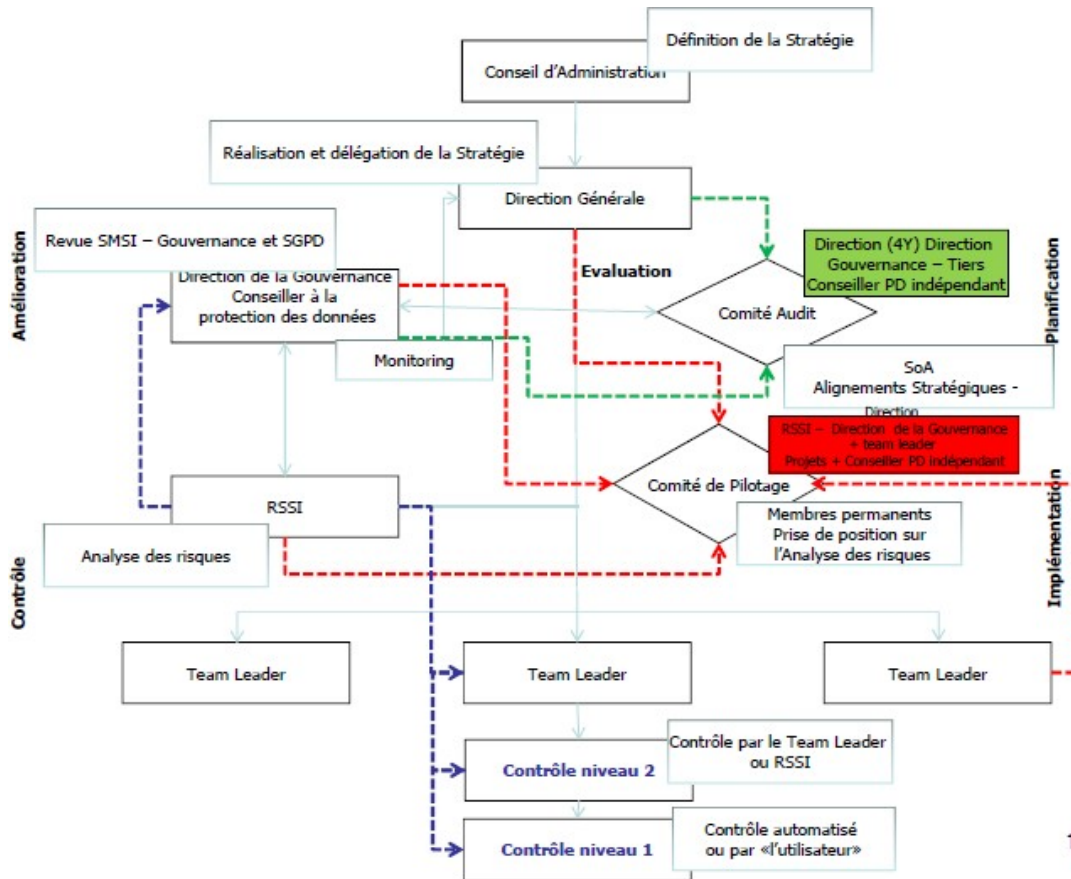 Définition de la Stratégie
Conseil d'Administration
Réalisation et délégation de la Stratégie
Direction Générale
Revue SMSI – Gouvernance et SGPD
Direction de la Gouvernance
Conseiller à la
protection des données
Amélioration
Evaluation
Direction (4Y) Direction
Gouvernance – Tiers
Conseiller PD indépendant
Planification
Comité Audit
Monitoring
SoA
Alignements Stratégiques -
Direction
RSSI – Direction de la Gouvernance
+ team leader
Projets + Conseiller PD indépendant
Comité de Pilotage
RSSI
Membres permanents
Prise de position sur
l'Analyse des risques
Analyse des risques
Contrôle
Implémentation
Team Leader
Team Leader
Team Leader
Contrôle par le Team Leader
ou RSSI
Contrôle niveau 2
Contrôle automatisé
ou par «l'utilisateur»
Contrôle niveau 1